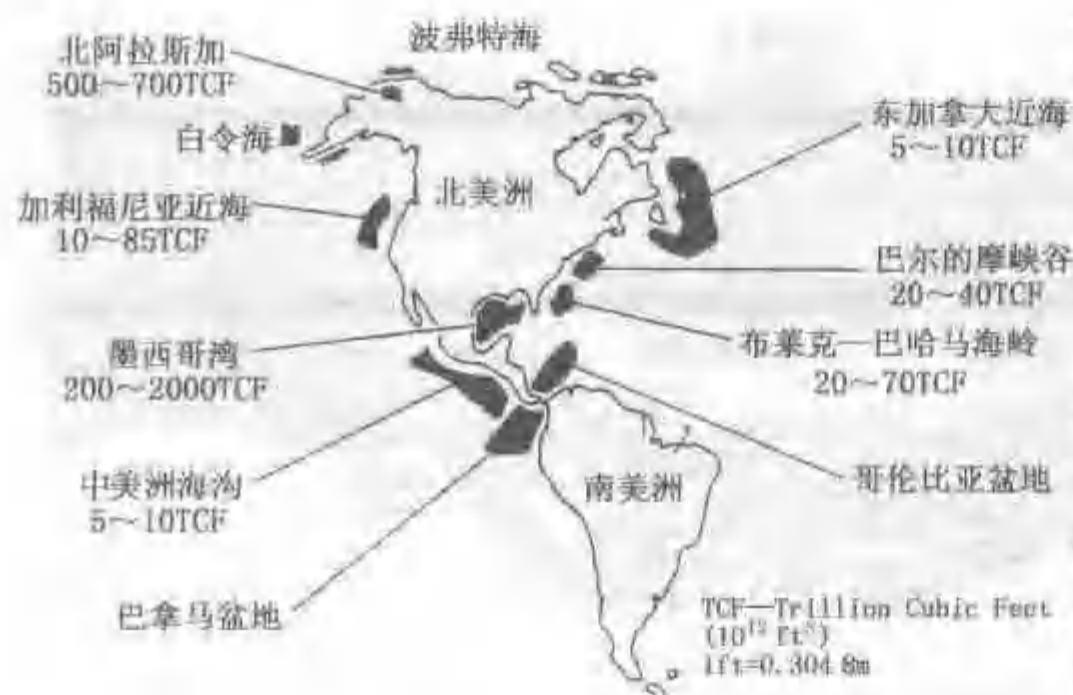 北阿拉斯加
500~700TCF
波弗特海
白令海
东加拿大近海
5~10TCF
北美洲
加利福尼亚近海
10~85TCF
巴尔的摩峡谷
20~40TCF
墨西哥湾
200~2000TCF
布莱克—巴哈马海岭
20~70TCF
中美洲海沟
5~10TCF
南美洲
哥伦比亚盆地
巴拿马盆地
TCF—Trillion Cubic Feet
(10¹² ft³)
1ft=0.304 8m